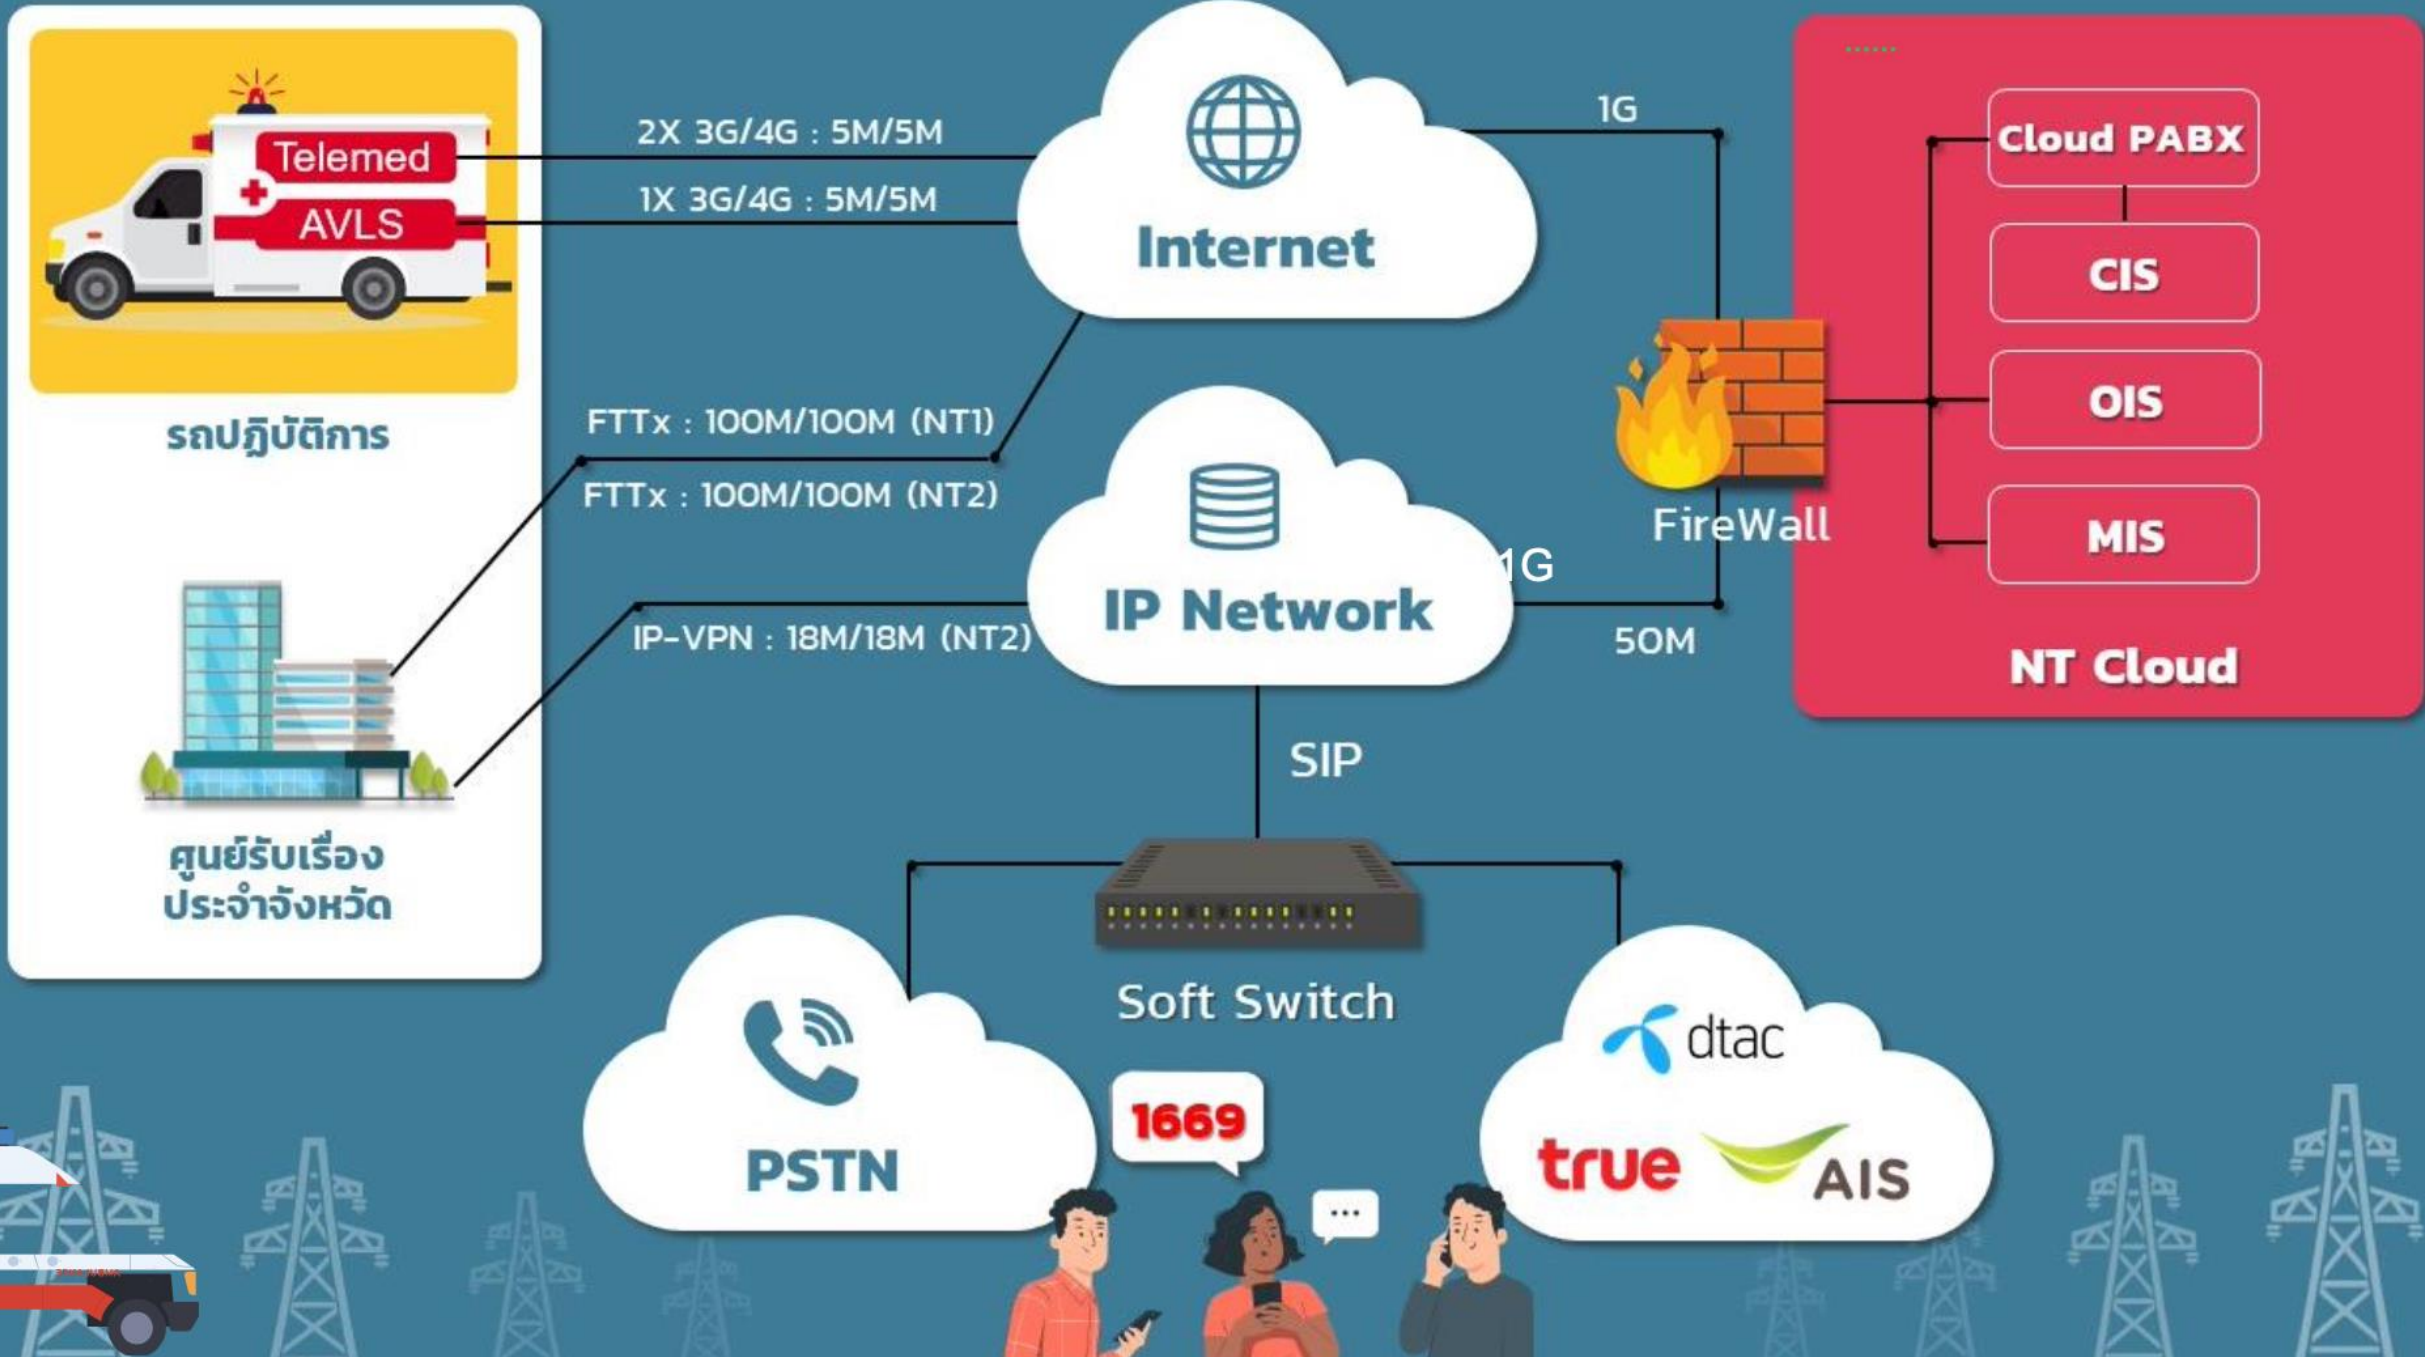 Telemed
AVLS
รถปฏิบัติการ
ศูนย์รับเรื่อง
ประจำจังหวัด
2X 3G/4G : 5M/5M
1X 3G/4G : 5M/5M
FTTx : 100M/100M (NT1)
FTTx : 100M/100M (NT2)
IP-VPN : 18M/18M (NT2)
Internet
IP Network
1G
1G
50M
FireWall
Cloud PABX
CIS
OIS
MIS
NT Cloud
SIP
Soft Switch
PSTN
1669
...
dtac
true
AIS